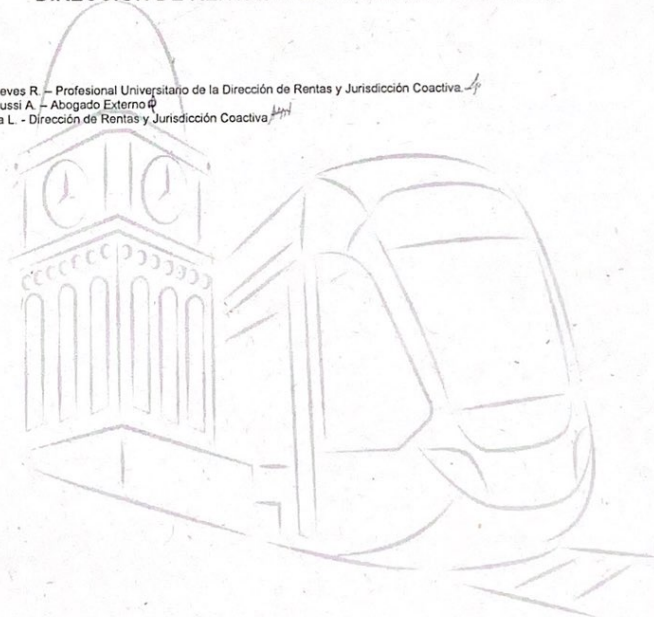 eves R. – Profesional Universitario de la Dirección de Rentas y Jurisdicción Coactiva.
ussi A. – Abogado Externo
a L. - Dirección de Rentas y Jurisdicción Coactiva